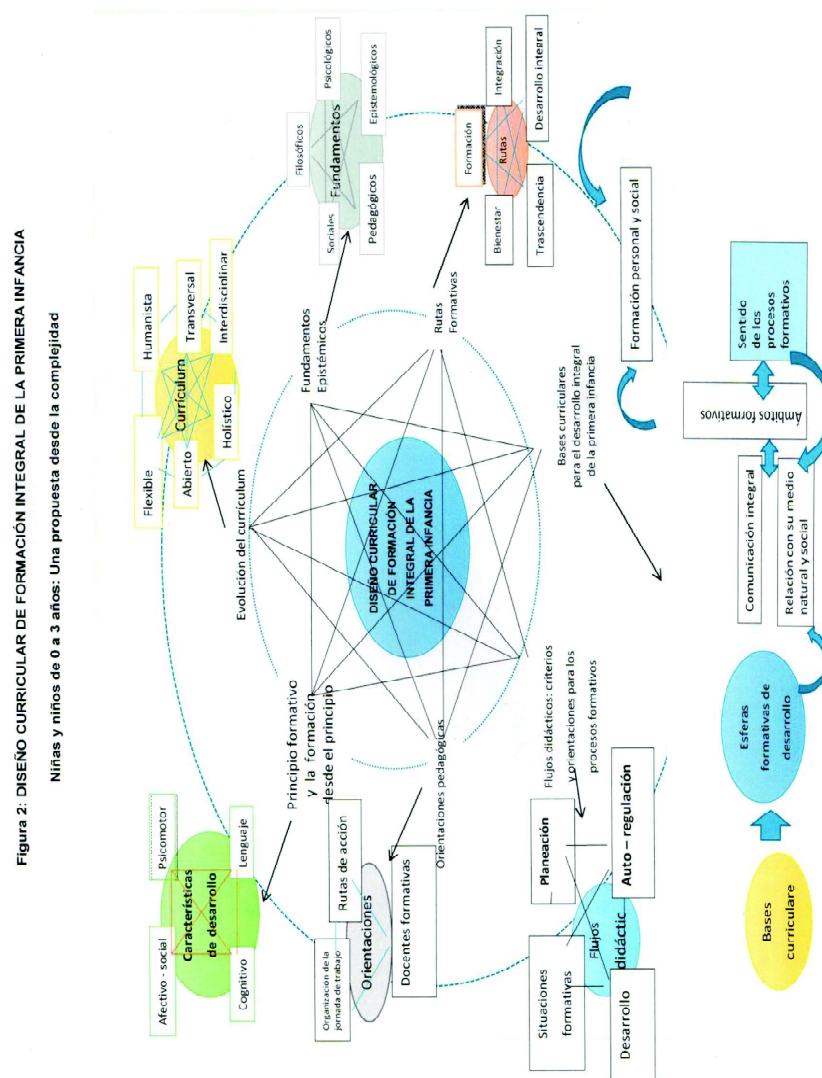 Figura 2: DISEÑO CURRICULAR DE FORMACIÓN INTEGRAL DE LA PRIMERA INFANCIA
Niñas y niños de 0 a 3 años: Una propuesta desde la complejidad
Afectivo - social
Psicomotor
Características
de desarrollo
Cognitivo
Lenguaje
Flexible
Humanista
Currículum
Abierto
Transversal
Holístico
Interdisciplinar
Filosóficos
Psicológicos
Fundamentos
Sociales
Pedagógicos
Epistemológicos
Evolución del currículum
Principio formativo
y la formación
desde el principio
Fundamentos
Epistémicos
Organización de la
jornada de trabajo
Rutas de acción
Orientaciones
Docentes formativas
Orientaciones pedagógicas
DISEÑO CURRICULAR
DE FORMACIÓN
INTEGRAL DE LA
PRIMERA INFANCIA
Rutas
Formativas
Formación
Integración
Rutas
Bienestar
Trascendencia
Desarrollo integral
Flujos didácticos: criterios
y orientaciones para los
procesos formativos
Bases curriculares
para el desarrollo integral
de la primera infancia
Situaciones
formativas
Planeación
Flujos
didáctic
Desarrollo
Auto – regulación
Formación personal y social
Bases
curriculare
Esferas
formativas de
desarrollo
Comunicación integral
Relación con su medio
natural y social
Ámbitos formativos
Sentido
de los
procesos
formativos